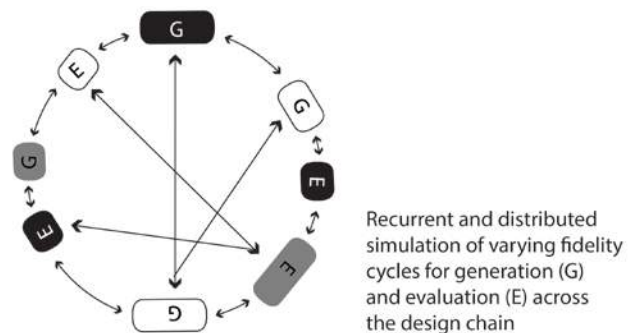 G
G
E
E
G
E
G
E
Recurrent and distributed
simulation of varying fidelity
cycles for generation (G)
and evaluation (E) across
the design chain